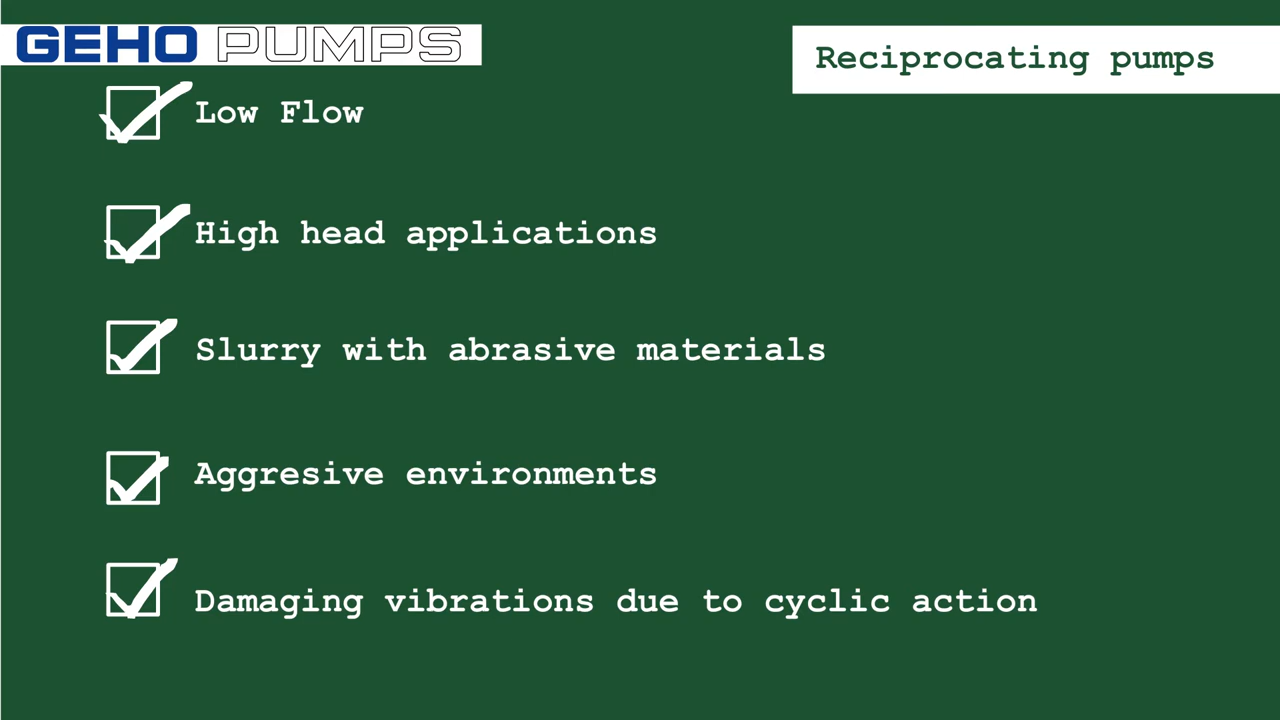 GEHO PUMPS
Reciprocating pumps
Low Flow
High head applications
Slurry with abrasive materials
Aggresive environments
Damaging vibrations due to cyclic action